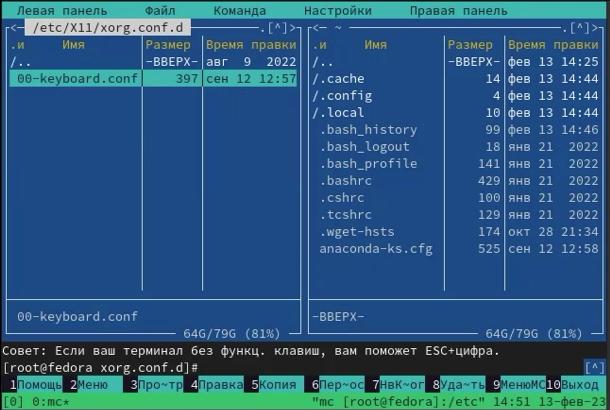 Левая панель Файл Команда Настройки Правая панель
<─ /etc/X11/xorg.conf.d .[^]>
.и Имя Размер Время правки
/.. -ВВЕРХ- авг 9 2022
00-keyboard.conf 397 сен 12 12:57
00-keyboard.conf
64G/79G (81%)
<─ ~ .[^]>
.и Имя Размер Время правки
/.. -ВВЕРХ- фев 13 14:25
/.cache 14 фев 13 14:44
/.config 4 фев 13 14:44
/.local 10 фев 13 14:44
.bash_history 99 фев 13 14:46
.bash_logout 18 янв 21 2022
.bash_profile 141 янв 21 2022
.bashrc 429 янв 21 2022
.cshrc 100 янв 21 2022
.tcshrc 129 янв 21 2022
.wget-hsts 174 окт 28 21:34
anaconda-ks.cfg 525 сен 12 12:58
-ВВЕРХ-
64G/79G (81%)
Совет: Если ваш терминал без функц. клавиш, вам поможет ESC+цифра.
[root@fedora xorg.conf.d]# [^]
1Помощь 2Меню 3Про~тр 4Правка 5Копия 6Пер~ос 7НвК~ог 8Уда~ть 9МенюMC 10Выход
[0] 0:mc* "mc [root@fedora]:/etc" 14:51 13-фев-23